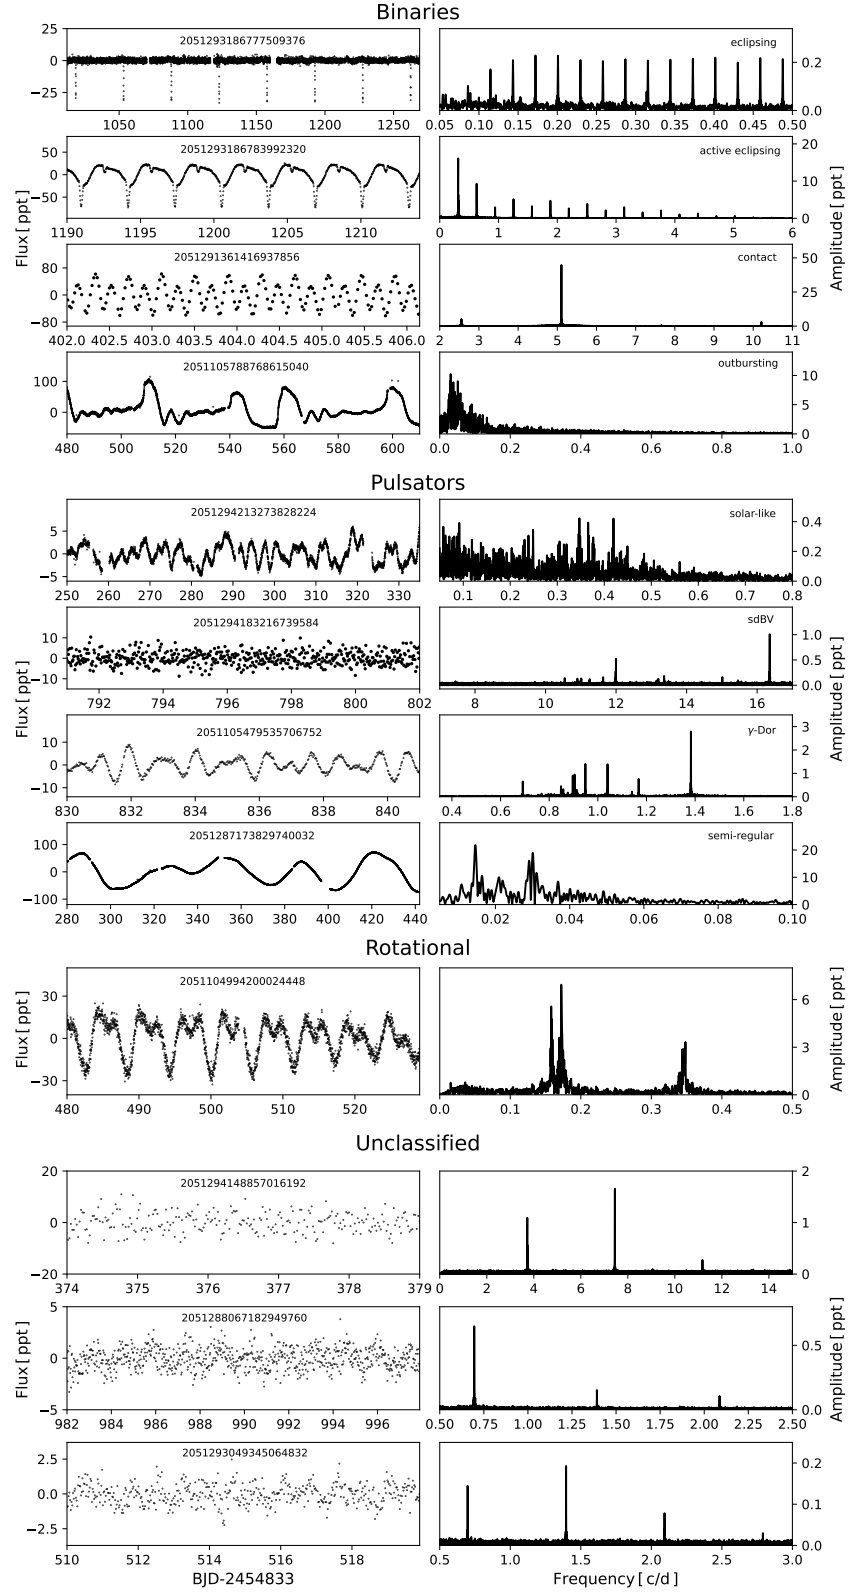 Binaries
25
0
−25
2051293186777509376
1050 1100 1150 1200 1250
eclipsing
0.2
0.0
0.05 0.10 0.15 0.20 0.25 0.30 0.35 0.40 0.45 0.50
50
0
−50
2051293186783992320
1190 1195 1200 1205 1210
active eclipsing
20
10
0
0 1 2 3 4 5 6
Flux [ ppt]
Amplitude [ ppt]
80
0
−80
2051291361416937856
402.0 402.5 403.0 403.5 404.0 404.5 405.0 405.5 406.0
contact
50
25
0
2 3 4 5 6 7 8 9 10 11
100
0
2051105788768615040
480 500 520 540 560 580 600
outbursting
10
5
0
0.0 0.2 0.4 0.6 0.8 1.0
Pulsators
5
0
−5
2051294213273828224
250 260 270 280 290 300 310 320 330
solar-like
0.4
0.2
0.0
0.1 0.2 0.3 0.4 0.5 0.6 0.7 0.8
10
0
−10
2051294183216739584
792 794 796 798 800 802
sdBV
1.0
0.5
0.0
8 10 12 14 16
Flux [ ppt]
Amplitude [ ppt]
10
0
−10
2051105479535706752
830 832 834 836 838 840
γ-Dor
3
2
1
0
0.4 0.6 0.8 1.0 1.2 1.4 1.6 1.8
100
0
−100
2051287173829740032
280 300 320 340 360 380 400 420 440
semi-regular
20
10
0
0.02 0.04 0.06 0.08 0.10
Rotational
Flux [ ppt]
30
0
−30
2051104994200024448
480 490 500 510 520
6
3
0
Amplitude [ ppt]
0.0 0.1 0.2 0.3 0.4 0.5
Unclassified
20
0
−20
2051294148857016192
374 375 376 377 378 379
2
1
0
0 2 4 6 8 10 12 14
Flux [ ppt]
5
0
−5
2051288067182949760
982 984 986 988 990 992 994 996
0.5
0.0
Amplitude [ ppt]
0.50 0.75 1.00 1.25 1.50 1.75 2.00 2.25 2.50
2.5
0.0
−2.5
2051293049345064832
510 512 514 516 518
0.2
0.1
0.0
0.5 1.0 1.5 2.0 2.5 3.0
BJD-2454833
Frequency [ c/d ]